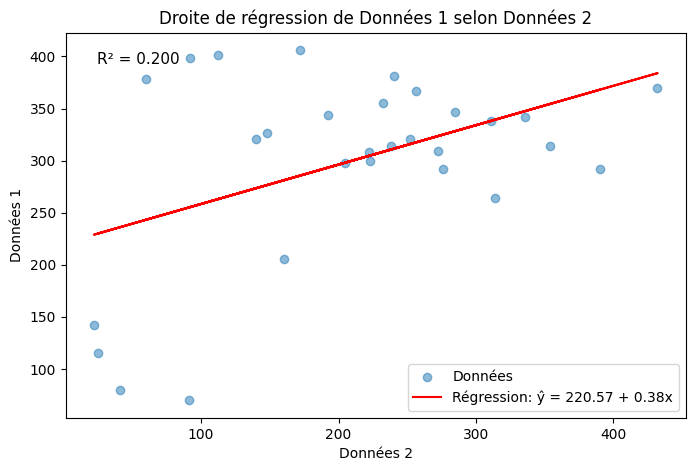 Droite de régression de Données 1 selon Données 2
R² = 0.200
400
350
300
250
200
150
100
Données 1
100
200
300
400
Données 2
Données
Régression: ŷ = 220.57 + 0.38x